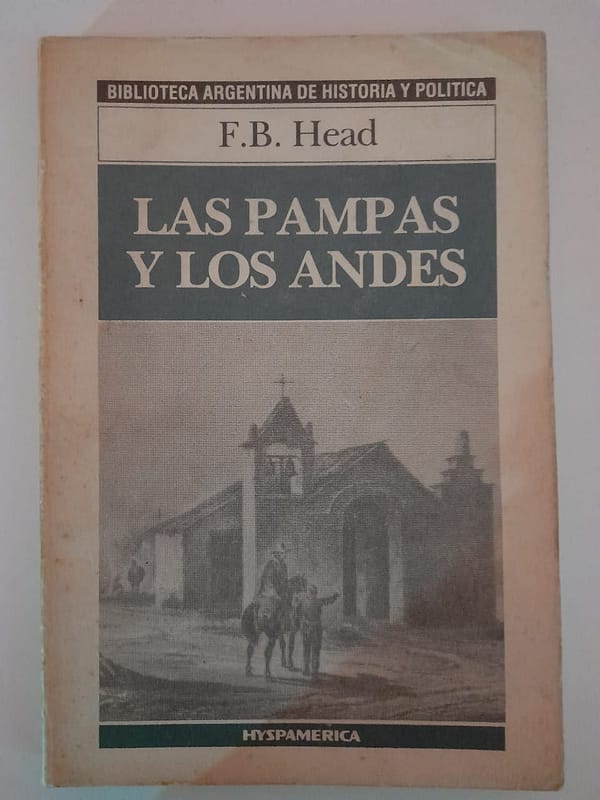 BIBLIOTECA ARGENTINA DE HISTORIA Y POLITICA
F.B. Head
LAS PAMPAS
Y LOS ANDES
HYSPAMERICA